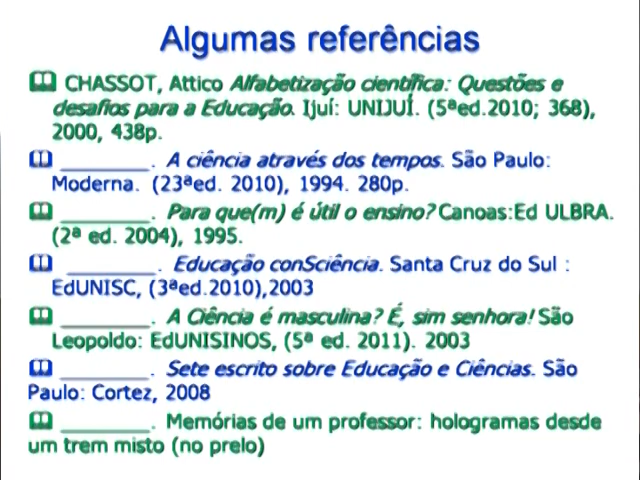 Algumas referências
CHASSOT, Attico Alfabetização científica: Questões e
desafios para a Educação. Ijuí: UNIJUÍ. (5ªed.2010; 368),
2000, 438p.
________. A ciência através dos tempos. São Paulo:
Moderna. (23ªed. 2010), 1994. 280p.
________. Para que(m) é útil o ensino? Canoas:Ed ULBRA.
(2ª ed. 2004), 1995.
________. Educação conSciência. Santa Cruz do Sul :
EdUNISC, (3ªed.2010),2003
________. A Ciência é masculina? É, sim senhora! São
Leopoldo: EdUNISINOS, (5ª ed. 2011). 2003
________. Sete escrito sobre Educação e Ciências. São
Paulo: Cortez, 2008
________. Memórias de um professor: hologramas desde
um trem misto (no prelo)